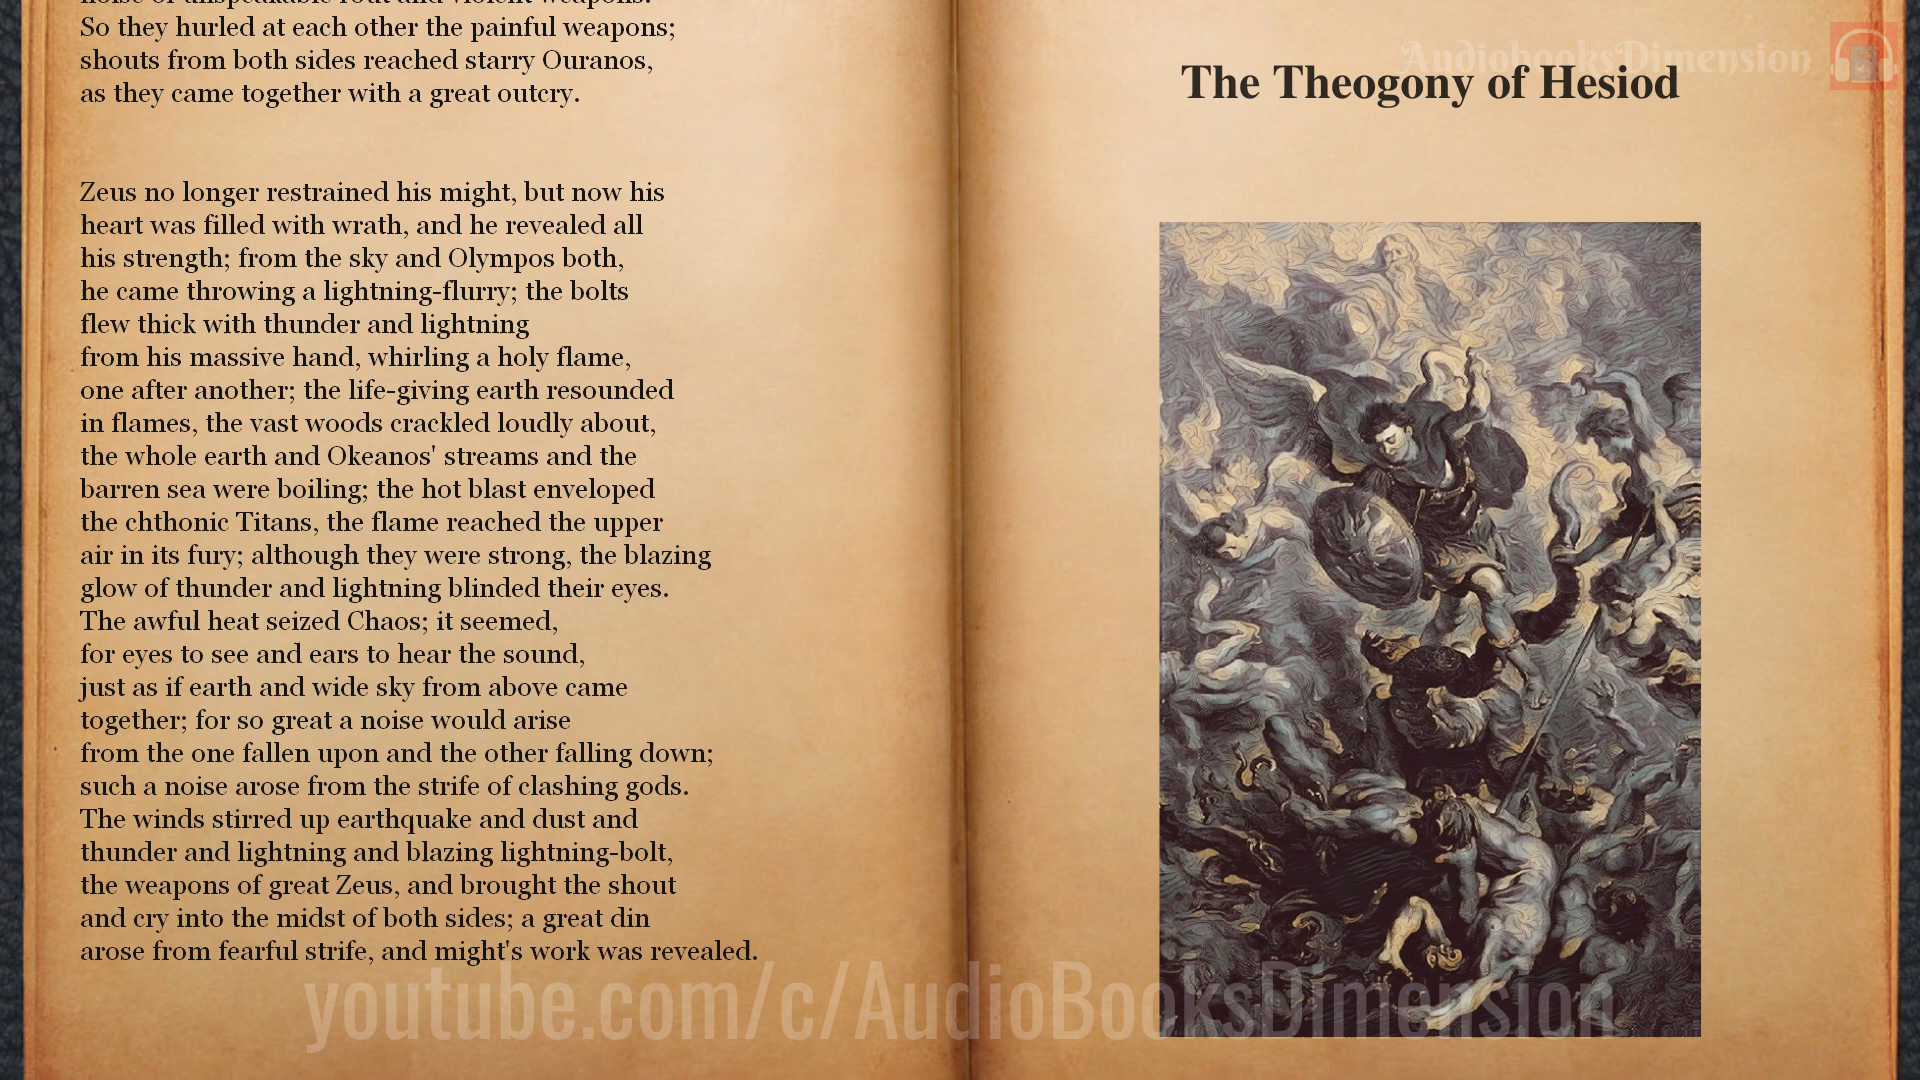 noise of unspeakable rout and violent weapons.
So they hurled at each other the painful weapons;
shouts from both sides reached starry Ouranos,
as they came together with a great outcry.
Zeus no longer restrained his might, but now his
heart was filled with wrath, and he revealed all
his strength; from the sky and Olympos both,
he came throwing a lightning-flurry; the bolts
flew thick with thunder and lightning
from his massive hand, whirling a holy flame,
one after another; the life-giving earth resounded
in flames, the vast woods crackled loudly about,
the whole earth and Okeanos' streams and the
barren sea were boiling; the hot blast enveloped
the chthonic Titans, the flame reached the upper
air in its fury; although they were strong, the blazing
glow of thunder and lightning blinded their eyes.
The awful heat seized Chaos; it seemed,
for eyes to see and ears to hear the sound,
just as if earth and wide sky from above came
together; for so great a noise would arise
from the one fallen upon and the other falling down;
such a noise arose from the strife of clashing gods.
The winds stirred up earthquake and dust and
thunder and lightning and blazing lightning-bolt,
the weapons of great Zeus, and brought the shout
and cry into the midst of both sides; a great din
arose from fearful strife, and might's work was revealed.
AudiobooksDimension
The Theogony of Hesiod
youtube.com/c/AudioBooksDimension